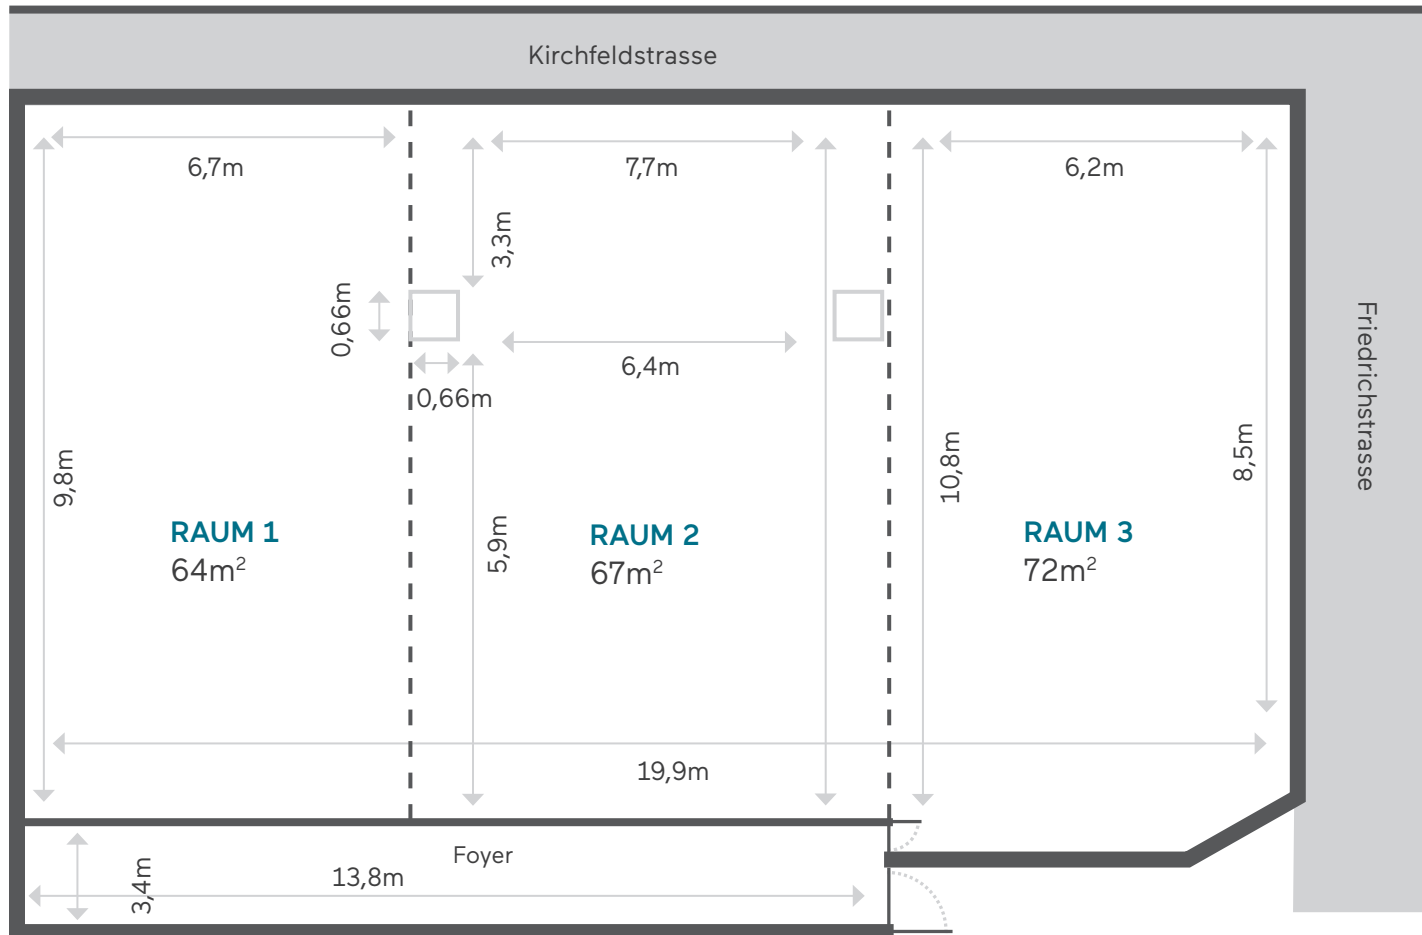 Kirchfeldstrasse
6,7m
7,7m
6,2m
3,3m
0,66m
6,4m
0,66m
Friedrichstrasse
9,8m
10,8m
8,5m
5,9m
RAUM 1
64m²
RAUM 2
67m²
RAUM 3
72m²
19,9m
Foyer
13,8m
3,4m